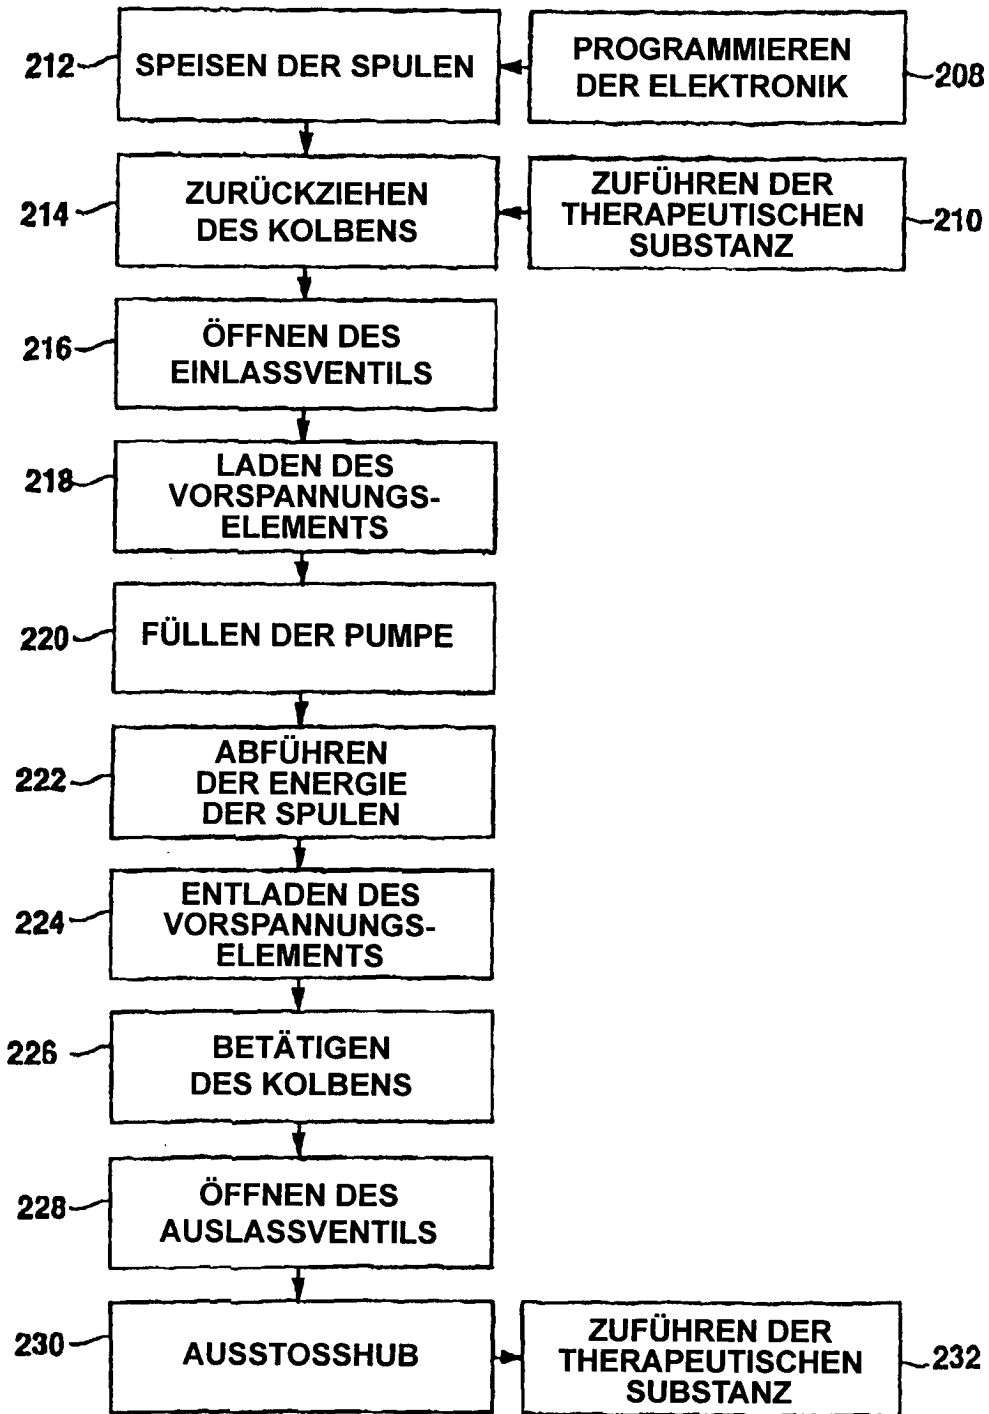 212
SPEISEN DER SPULEN
PROGRAMMIEREN
DER ELEKTRONIK
208
214
ZURÜCKZIEHEN
DES KOLBENS
ZUFÜHREN DER
THERAPEUTISCHEN
SUBSTANZ
210
216
ÖFFNEN DES
EINLASSVENTILS
218
LADEN DES
VORSPANNUNGS-
ELEMENTS
220
FÜLLEN DER PUMPE
222
ABFÜHREN
DER ENERGIE
DER SPULEN
224
ENTLADEN DES
VORSPANNUNGS-
ELEMENTS
226
BETÄTIGEN
DES KOLBENS
228
ÖFFNEN DES
AUSLASSVENTILS
230
AUSSTOSSHUB
ZUFÜHREN DER
THERAPEUTISCHEN
SUBSTANZ
232